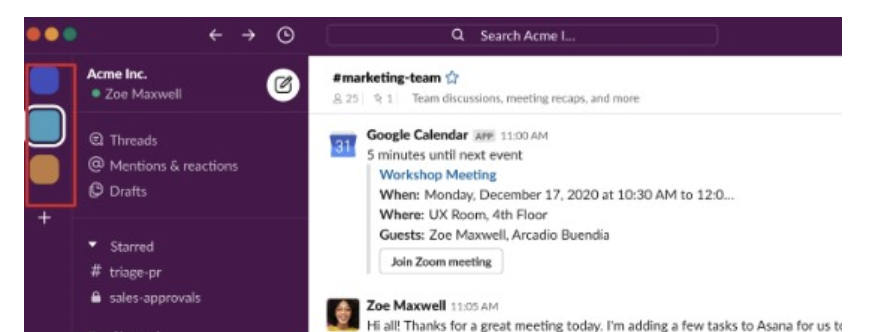 Search Acme I...
Acme Inc.
Zoe Maxwell
Threads
@ Mentions & reactions
Drafts
+
Starred
# triage-pr
sales-approvals
#marketing-team
25 | 1 | Team discussions, meeting recaps, and more
31
Google Calendar APP 11:00 AM
5 minutes until next event
Workshop Meeting
When: Monday, December 17, 2020 at 10:30 AM to 12:0...
Where: UX Room, 4th Floor
Guests: Zoe Maxwell, Arcadio Buendia
Join Zoom meeting
Zoe Maxwell 11:05 AM
Hi all! Thanks for a great meeting today. I'm adding a few tasks to Asana for us to